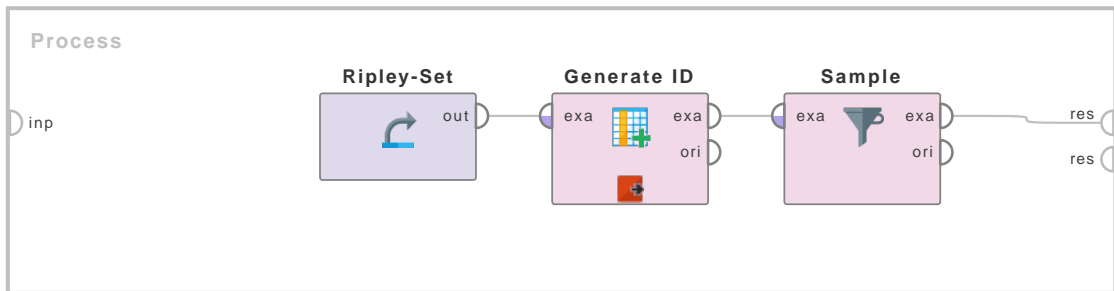 Process
Ripley-Set Generate ID Sample
inp out exa exa exa exa res
ori ori res